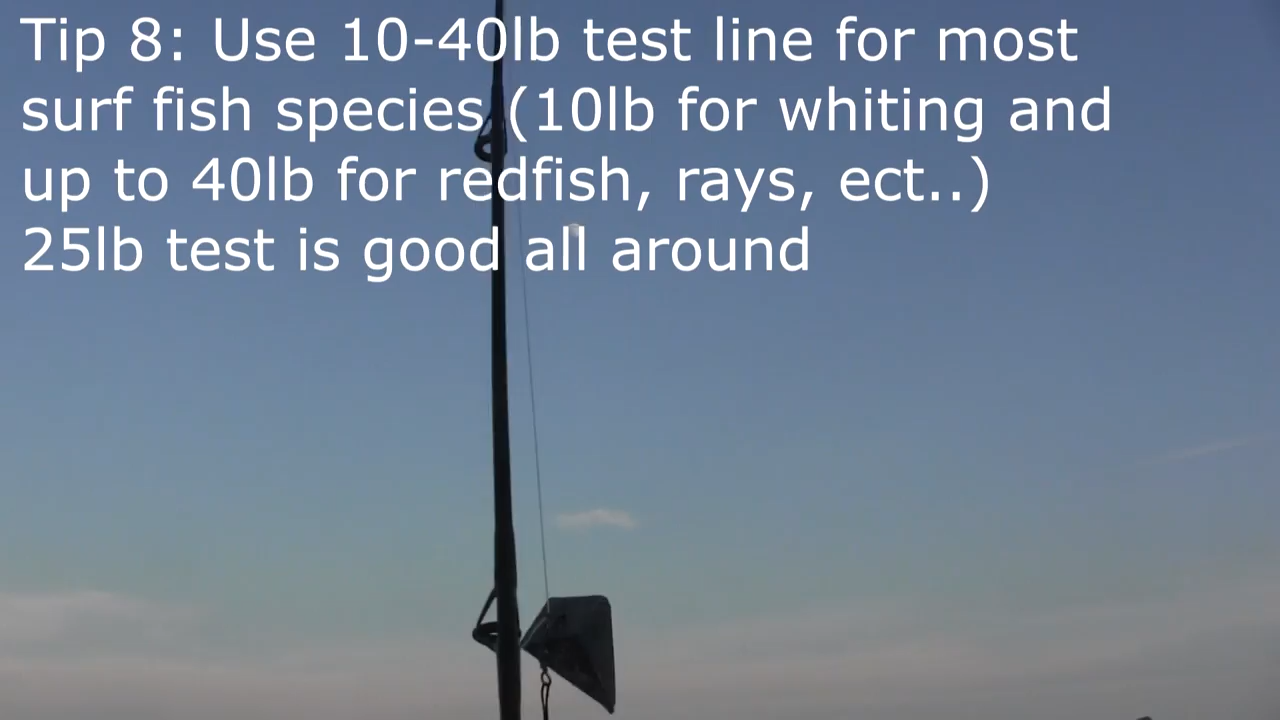 Tip 8: Use 10-40lb test line for most
surf fish species (10lb for whiting and
up to 40lb for redfish, rays, ect..)
25lb test is good all around